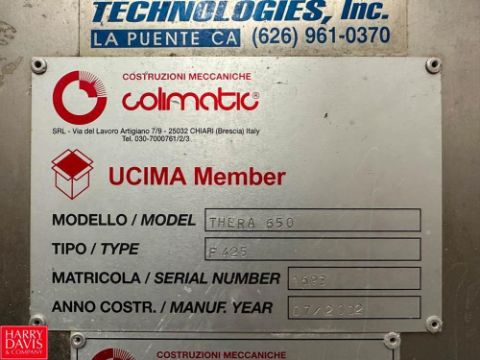 TECHNOLOGIES, Inc.
LA PUENTE CA (626) 961-0370
COSTRUZIONI MECCANICHE
colimatic®
SRL - Via del Lavoro Artigiano 7/9 - 25032 CHIARI (Brescia) Italy
Tel. 030-7000761/2/3
UCIMA Member
MODELLO / MODEL THERA 650
TIPO / TYPE
MATRICOLA / SERIAL NUMBER
ANNO COSTR. / MANUF. YEAR 07/2002
COSTRUZIONI MECCANICHE
HARRY
DAVIS
& COMPANY